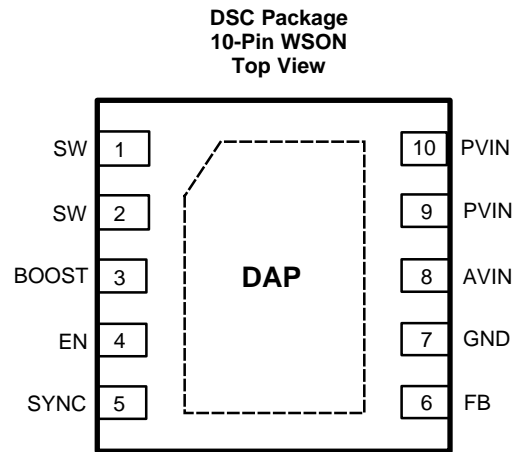 DSC Package
10-Pin WSON
Top View
SW 1
10 PVIN
SW 2
9 PVIN
BOOST 3
DAP
8 AVIN
EN 4
7 GND
SYNC 5
6 FB